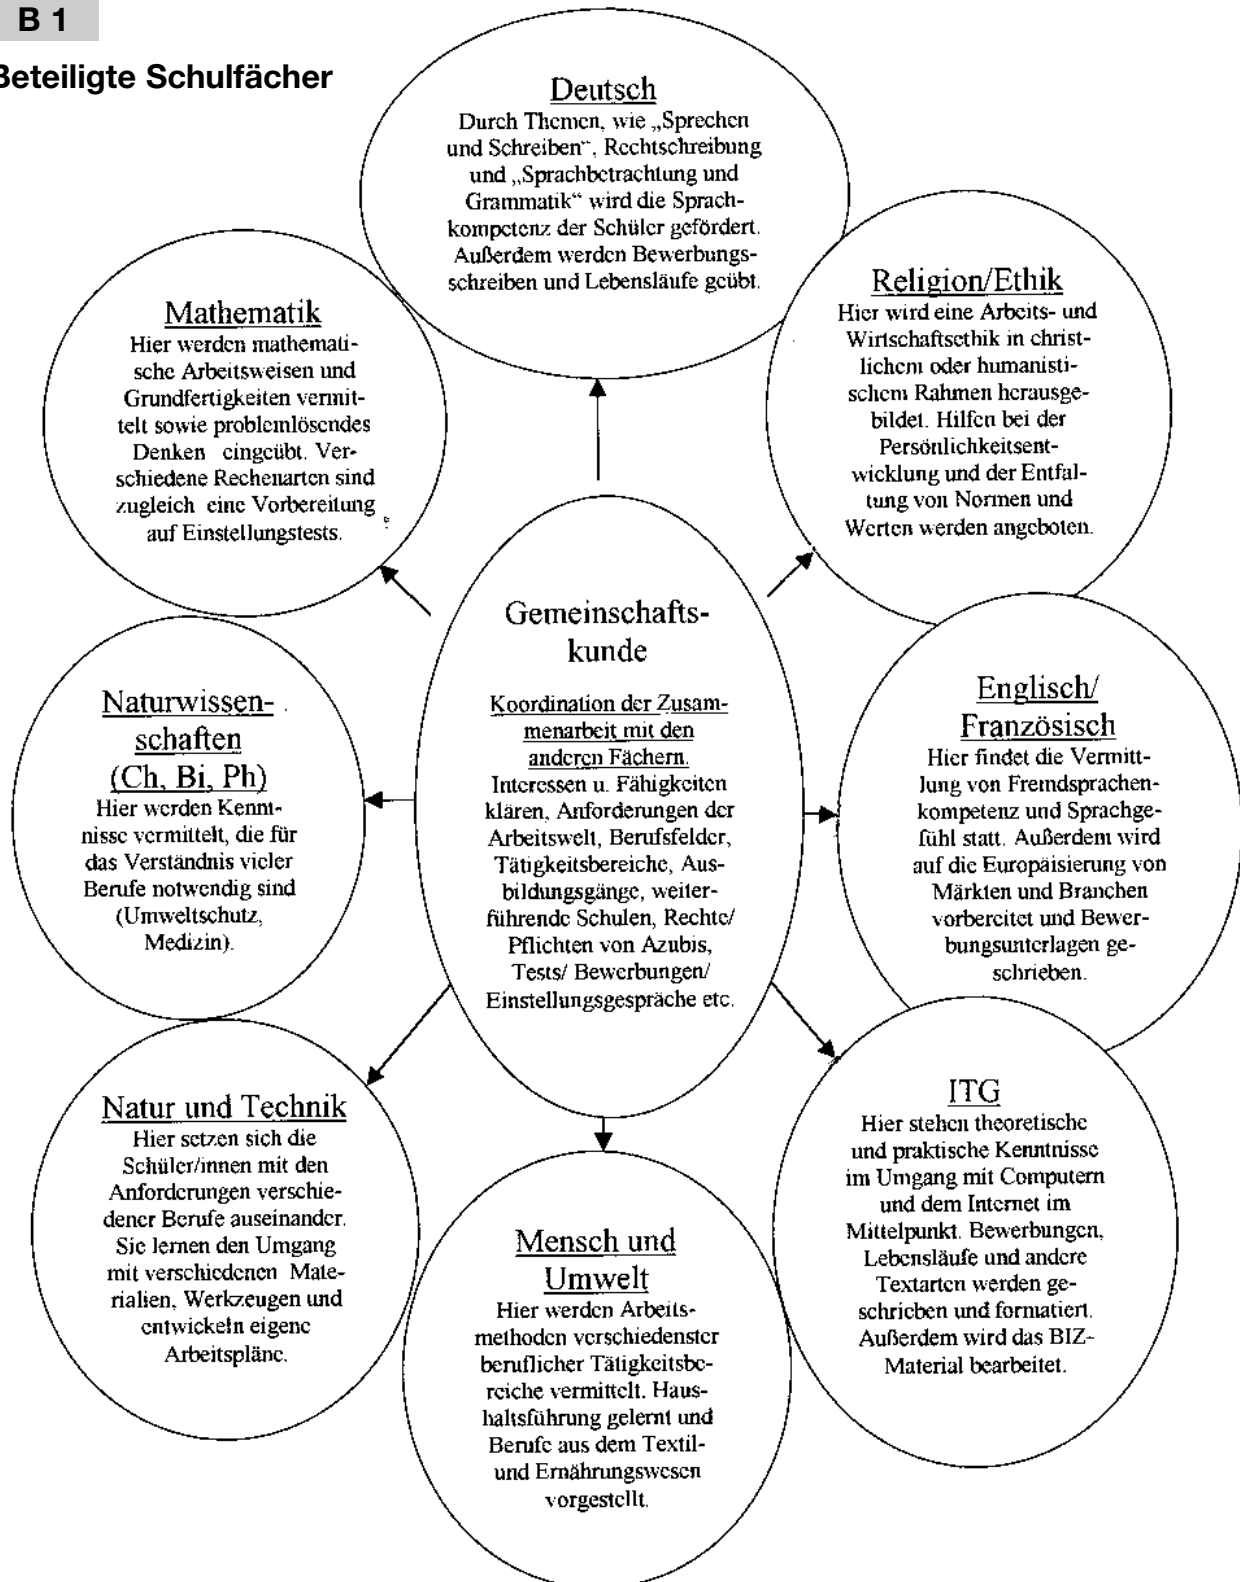 B 1
Beteiligte Schulfächer
Deutsch
Durch Themen, wie „Sprechen
und Schreiben“, Rechtschreibung
und „Sprachbetrachtung und
Grammatik“ wird die Sprach-
kompetenz der Schüler gefördert.
Außerdem werden Bewerbungs-
schreiben und Lebensläufe geübt.
Mathematik
Hier werden mathemati-
sche Arbeitsweisen und
Grundfertigkeiten vermit-
telt sowie problemlösendes
Denken eingeübt. Ver-
schiedene Rechenarten sind
zugleich eine Vorbereitung
auf Einstellungstests.
Religion/Ethik
Hier wird eine Arbeits- und
Wirtschaftsethik in christ-
lichem oder humanisti-
schem Rahmen herausge-
bildet. Hilfen bei der
Persönlichkeitsent-
wicklung und der Entfal-
tung von Normen und
Werten werden angeboten.
Gemeinschafts-
kunde
Koordination der Zusam-
menarbeit mit den
anderen Fächern.
Interessen u. Fähigkeiten
klären, Anforderungen der
Arbeitswelt, Berufsfelder,
Tätigkeitsbereiche, Aus-
bildungsgänge, weiter-
führende Schulen, Rechte/
Pflichten von Azubis,
Tests/ Bewerbungen/
Einstellungsgespräche etc.
Naturwissen-
schaften
(Ch, Bi, Ph)
Hier werden Kennt-
nisse vermittelt, die für
das Verständnis vieler
Berufe notwendig sind
(Umweltschutz,
Medizin).
Englisch/
Französisch
Hier findet die Vermitt-
lung von Fremdsprachen-
kompetenz und Sprachge-
fühl statt. Außerdem wird
auf die Europäisierung von
Märkten und Branchen
vorbereitet und Bewer-
bungsunterlagen ge-
schrieben.
Natur und Technik
Hier setzen sich die
Schüler/innen mit den
Anforderungen verschie-
dener Berufe auseinander.
Sie lernen den Umgang
mit verschiedenen Mate-
rialien, Werkzeugen und
entwickeln eigene
Arbeitspläne.
ITG
Hier stehen theoretische
und praktische Kenntnisse
im Umgang mit Computern
und dem Internet im
Mittelpunkt. Bewerbungen,
Lebensläufe und andere
Textarten werden ge-
schrieben und formatiert.
Außerdem wird das BIZ-
Material bearbeitet.
Mensch und
Umwelt
Hier werden Arbeits-
methoden verschiedenster
beruflicher Tätigkeitsbe-
reiche vermittelt. Haus-
haltsführung gelernt und
Berufe aus dem Textil-
und Ernährungswesen
vorgestellt.